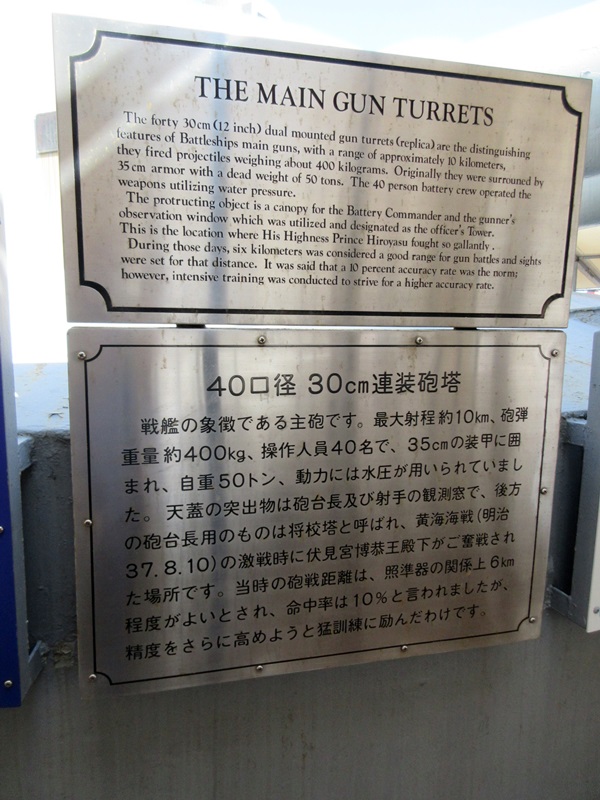 THE MAIN GUN TURRETS
The forty 30cm (12 inch) dual mounted gun turrets (replica) are the distinguishing
features of Battleships main guns, with a range of approximately 10 kilometers,
they fired projectiles weighing about 400 kilograms. Originally they were surrouned by
35 cm armor with a dead weight of 50 tons. The 40 person battery crew operated the
weapons utilizing water pressure.
The protructing object is a canopy for the Battery Commander and the gunner's
observation window which was utilized and designated as the officer's Tower.
This is the location where His Highness Prince Hiroyasu fought so gallantly.
During those days, six kilometers was considered a good range for gun battles and sights
were set for that distance. It was said that a 10 percent accuracy rate was the norm;
however, intensive training was conducted to strive for a higher accuracy rate.
40口径 30cm連装砲塔
戦艦の象徴である主砲です。最大射程約10km、砲弾
重量約400kg、操作人員40名で、35cmの装甲に囲
まれ、自重50トン、動力には水圧が用いられていまし
た。天蓋の突出物は砲台長及び射手の観測窓で、後方
の砲台長用のものは将校塔と呼ばれ、黄海海戦(明治
37.8.10)の激戦時に伏見宮博恭王殿下がご奮戦され
た場所です。当時の砲戦距離は、照準器の関係上6km
程度がよいとされ、命中率は10%と言われましたが、
精度をさらに高めようと猛訓練に励んだわけです。